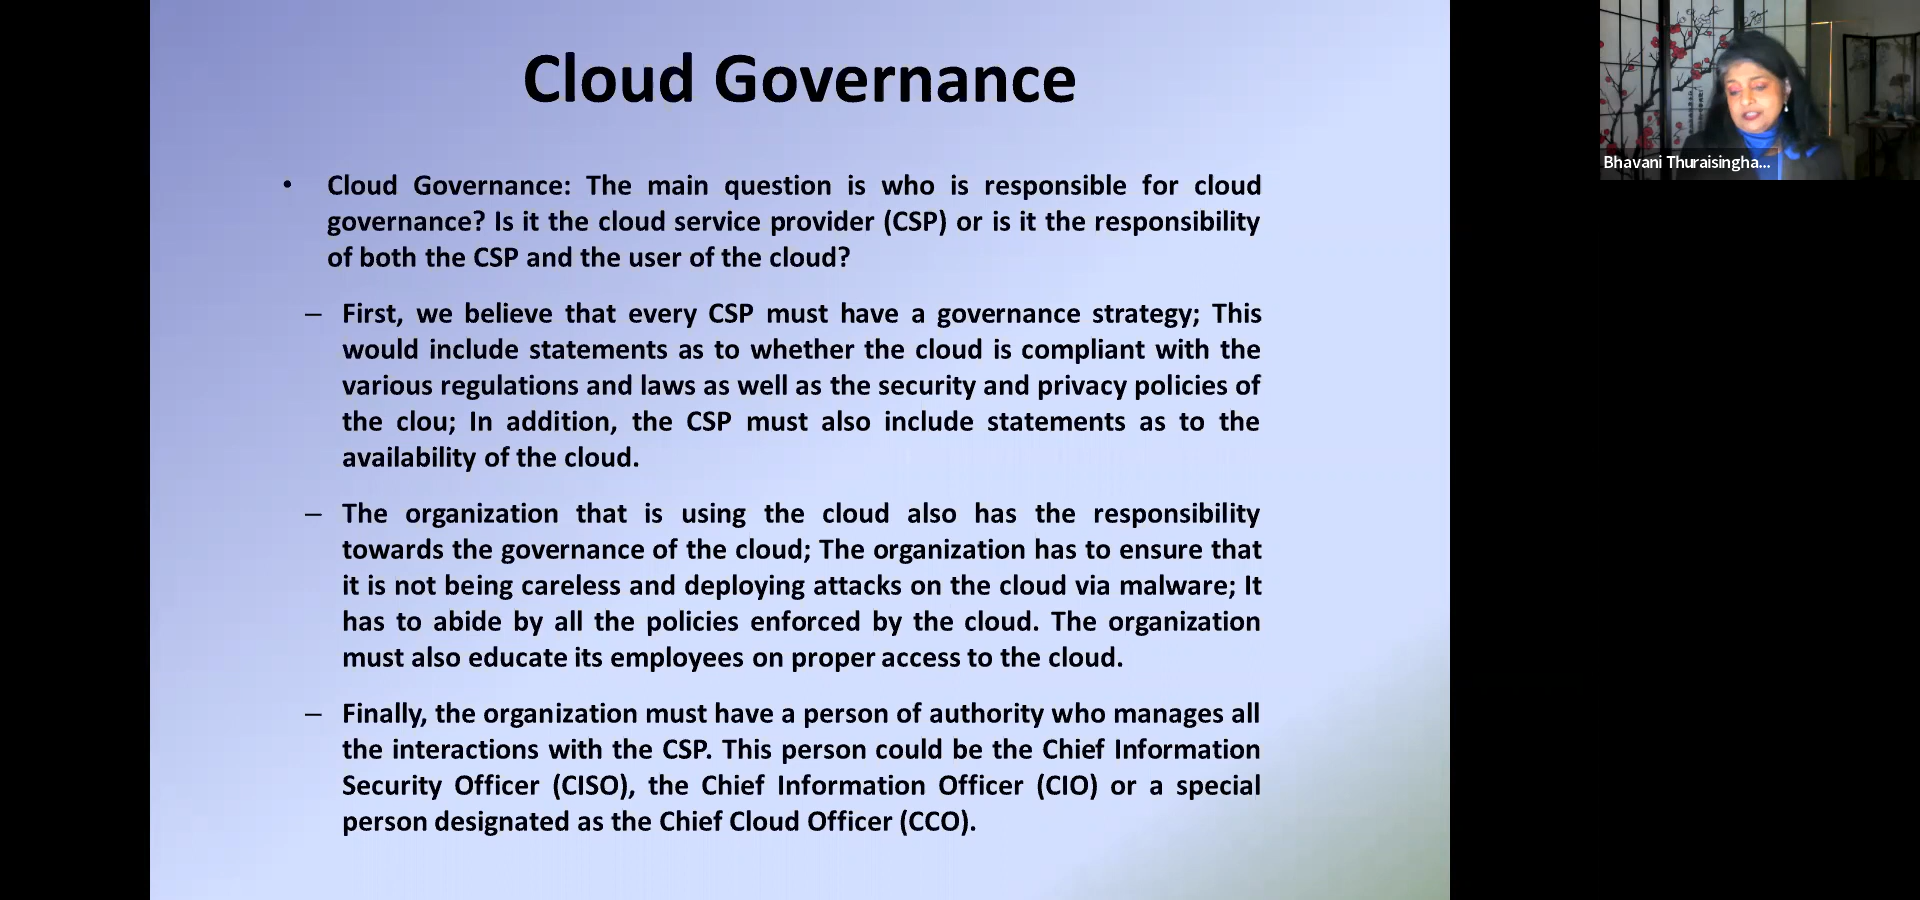 Cloud Governance
• Cloud Governance: The main question is who is responsible for cloud
governance? Is it the cloud service provider (CSP) or is it the responsibility
of both the CSP and the user of the cloud?
– First, we believe that every CSP must have a governance strategy; This
would include statements as to whether the cloud is compliant with the
various regulations and laws as well as the security and privacy policies of
the clou; In addition, the CSP must also include statements as to the
availability of the cloud.
– The organization that is using the cloud also has the responsibility
towards the governance of the cloud; The organization has to ensure that
it is not being careless and deploying attacks on the cloud via malware; It
has to abide by all the policies enforced by the cloud. The organization
must also educate its employees on proper access to the cloud.
– Finally, the organization must have a person of authority who manages all
the interactions with the CSP. This person could be the Chief Information
Security Officer (CISO), the Chief Information Officer (CIO) or a special
person designated as the Chief Cloud Officer (CCO).
Bhavani Thuraisingha...